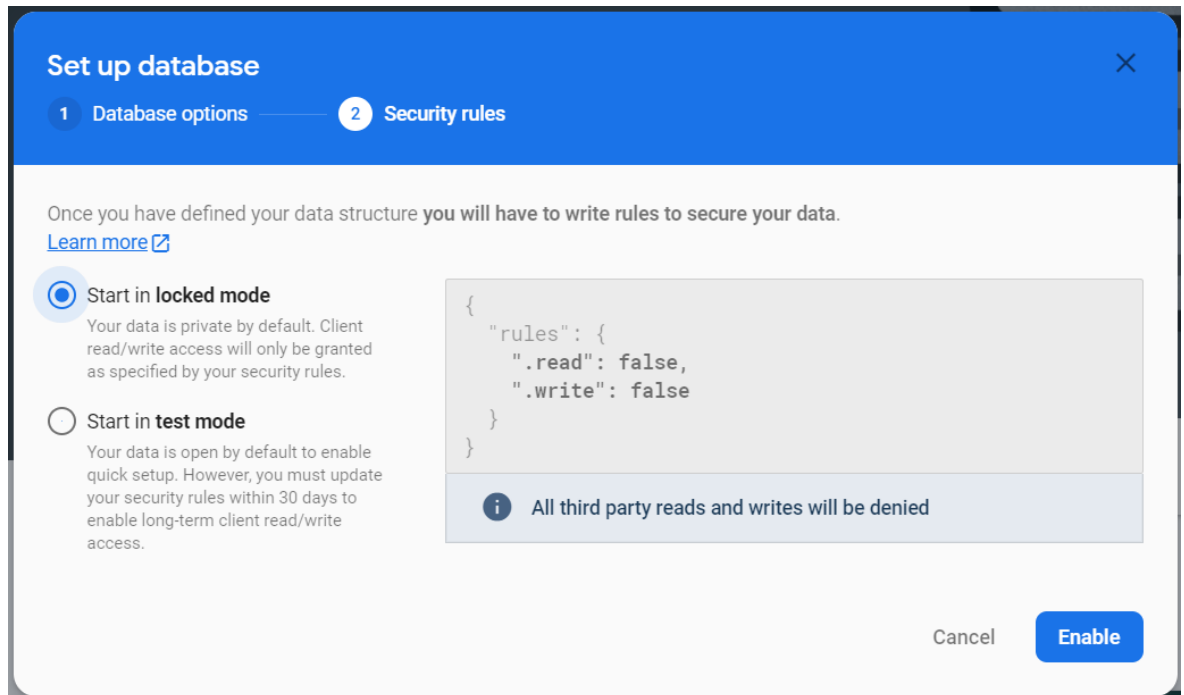 Set up database
1 Database options 2 Security rules
Once you have defined your data structure you will have to write rules to secure your data.
Learn more
Start in locked mode
Your data is private by default. Client
read/write access will only be granted
as specified by your security rules.
Start in test mode
Your data is open by default to enable
quick setup. However, you must update
your security rules within 30 days to
enable long-term client read/write
access.
{
"rules": {
".read": false,
".write": false
}
}
All third party reads and writes will be denied
Cancel Enable